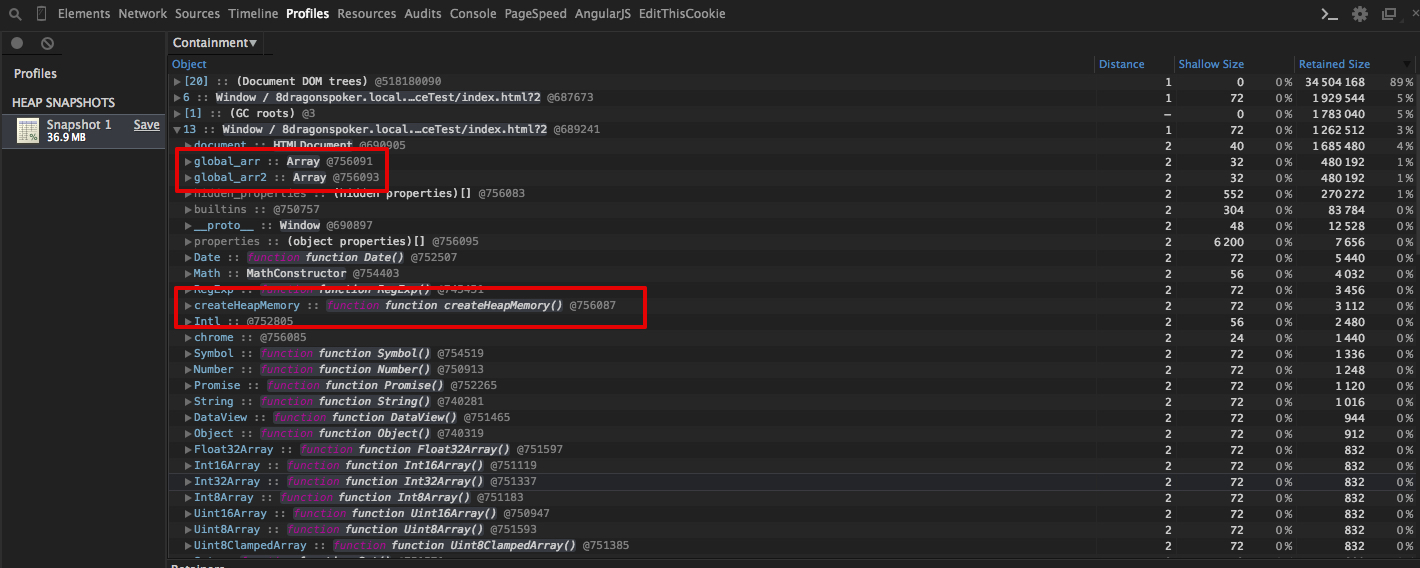 Elements Network Sources Timeline Profiles Resources Audits Console PageSpeed AngularJS EditThisCookie
Containment▼
Profiles
HEAP SNAPSHOTS
Snapshot 1 Save
36.9 MB
Object Distance Shallow Size Retained Size ▼
▶[20] :: (Document DOM trees) @518180090 1 0 0% 34 504 168 89%
▶6 :: Window / 8dragonspoker.local.…ceTest/index.html?2 @687673 1 72 0% 1 929 544 5%
▶[1] :: (GC roots) @3 – 0 0% 1 783 040 5%
▼13 :: Window / 8dragonspoker.local.…ceTest/index.html?2 @689241 1 72 0% 1 262 512 3%
▶document :: HTMLDocument @690905 2 40 0% 1 685 480 4%
▶global_arr :: Array @756091 2 32 0% 480 192 1%
▶global_arr2 :: Array @756093 2 32 0% 480 192 1%
▶hidden_properties :: (hidden properties)[] @756083 2 552 0% 270 272 1%
▶builtins :: @750757 2 304 0% 83 784 0%
▶__proto__ :: Window @690897 2 48 0% 12 528 0%
▶properties :: (object properties)[] @756095 2 6 200 0% 7 656 0%
▶Date :: function function Date() @752507 2 72 0% 5 440 0%
▶Math :: MathConstructor @754403 2 56 0% 4 032 0%
▶RegExp :: function function RegExp() 2 72 0% 3 456 0%
▶createHeapMemory :: function function createHeapMemory() @756087 2 72 0% 3 112 0%
▶Intl :: @752805 2 56 0% 2 480 0%
▶chrome :: @756085 2 24 0% 1 440 0%
▶Symbol :: function function Symbol() @754519 2 72 0% 1 336 0%
▶Number :: function function Number() @750913 2 72 0% 1 248 0%
▶Promise :: function function Promise() @752265 2 72 0% 1 120 0%
▶String :: function function String() @740281 2 72 0% 1 016 0%
▶DataView :: function function DataView() @751465 2 72 0% 944 0%
▶Object :: function function Object() @740319 2 72 0% 912 0%
▶Float32Array :: function function Float32Array() @751597 2 72 0% 832 0%
▶Int16Array :: function function Int16Array() @751119 2 72 0% 832 0%
▶Int32Array :: function function Int32Array() @751337 2 72 0% 832 0%
▶Int8Array :: function function Int8Array() @751183 2 72 0% 832 0%
▶Uint16Array :: function function Uint16Array() @750947 2 72 0% 832 0%
▶Uint8Array :: function function Uint8Array() @751593 2 72 0% 832 0%
▶Uint8ClampedArray :: function function Uint8ClampedArray() @751385 2 72 0% 832 0%